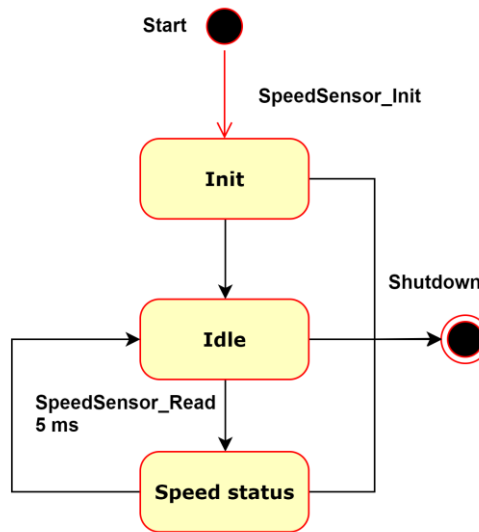 Start
SpeedSensor_Init
Init
Shutdown
Idle
SpeedSensor_Read
5 ms
Speed status